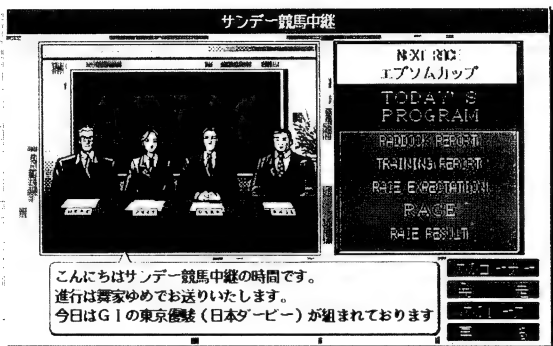 サンデー競馬中継
NEXT RACE
エプソムカップ
TODAY'S
PROGRAM
PADDOCK REPORT
TRAINING REPORT
RACE EXPECTATION
RACE
RACE RESULT
こんにちはサンデー競馬中継の時間です。
進行は舞家ゆめでお送りいたします。
今日はGⅠの東京優駿(日本ダービー)が組まれております